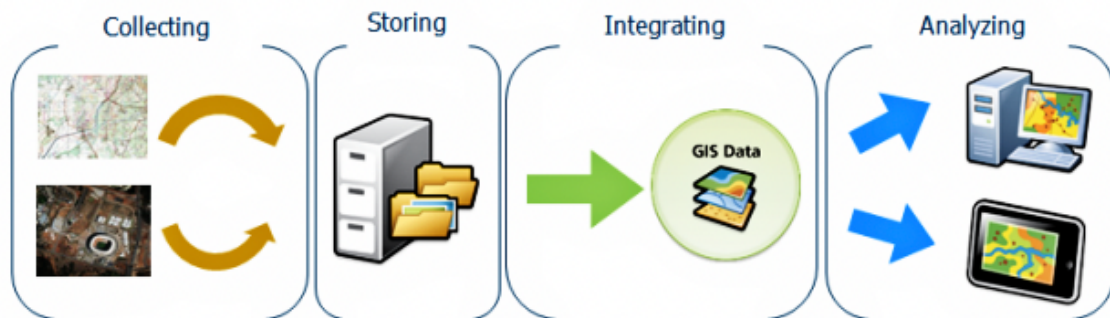 Collecting
Storing
Integrating
Analyzing
GIS Data